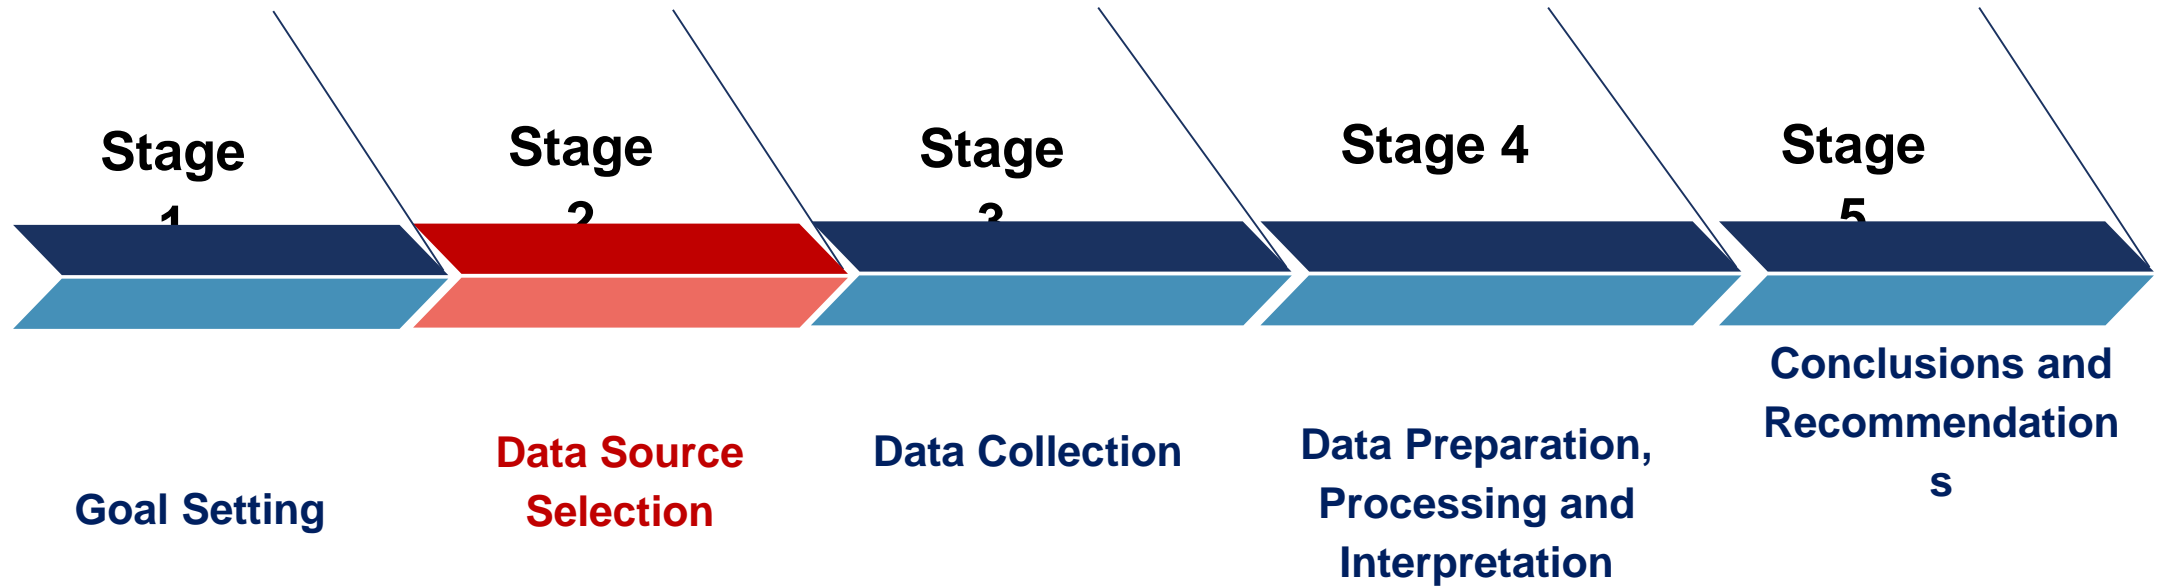 Stage
1
Stage
2
Stage
3
Stage 4
Stage
5
Goal Setting
Data Source
Selection
Data Collection
Data Preparation,
Processing and
Interpretation
Conclusions and
Recommendation
s